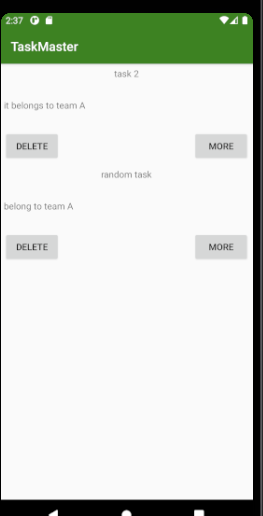 2:37
TaskMaster
task 2
it belongs to team A
DELETE MORE
random task
belong to team A
DELETE MORE